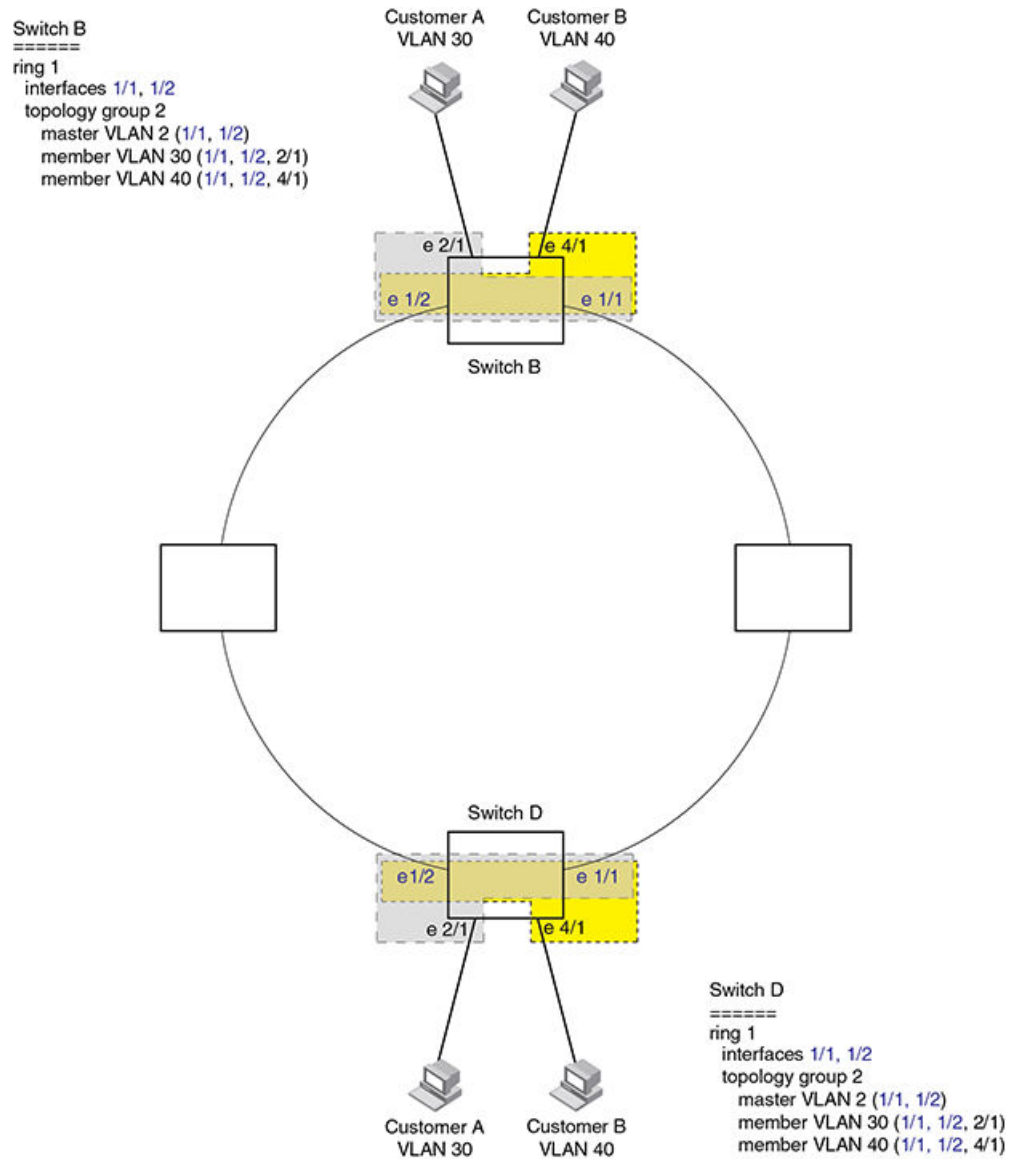 Switch B
======
ring 1
interfaces 1/1, 1/2
topology group 2
master VLAN 2 (1/1, 1/2)
member VLAN 30 (1/1, 1/2, 2/1)
member VLAN 40 (1/1, 1/2, 4/1)
Customer A
VLAN 30
Customer B
VLAN 40
e 2/1
e 4/1
e 1/2
e 1/1
Switch B
Switch D
e1/2
e 1/1
e 2/1
e 4/1
Customer A
VLAN 30
Customer B
VLAN 40
Switch D
======
ring 1
interfaces 1/1, 1/2
topology group 2
master VLAN 2 (1/1, 1/2)
member VLAN 30 (1/1, 1/2, 2/1)
member VLAN 40 (1/1, 1/2, 4/1)